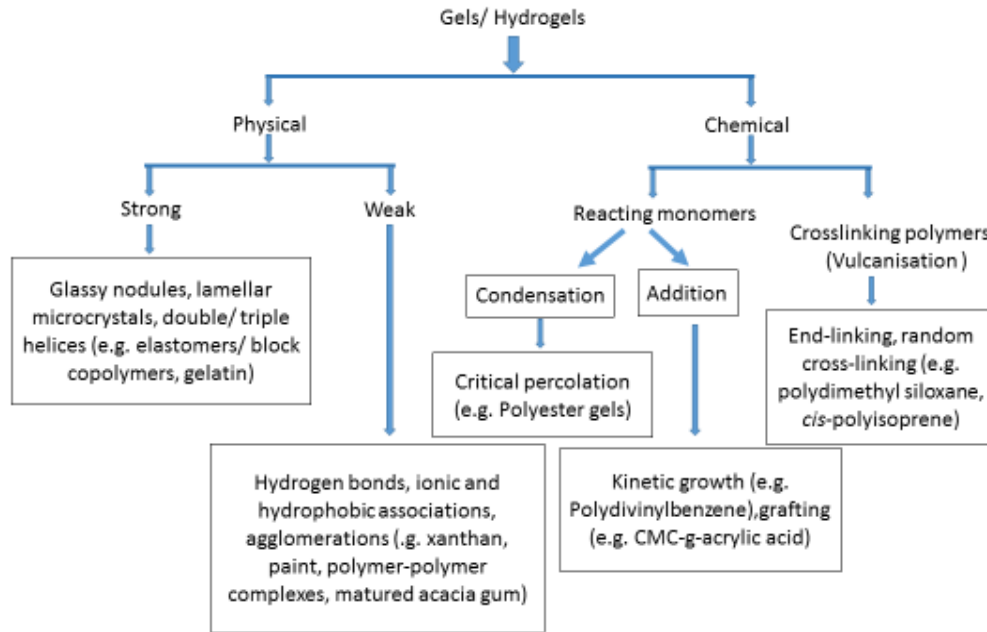 Gels/ Hydrogels
Physical
Chemical
Strong
Weak
Reacting monomers
Crosslinking polymers
(Vulcanisation )
Glassy nodules, lamellar
microcrystals, double/ triple
helices (e.g. elastomers/ block
copolymers, gelatin)
Condensation
Addition
End-linking, random
cross-linking (e.g.
polydimethyl siloxane,
cis-polyisoprene)
Critical percolation
(e.g. Polyester gels)
Hydrogen bonds, ionic and
hydrophobic associations,
agglomerations (.g. xanthan,
paint, polymer-polymer
complexes, matured acacia gum)
Kinetic growth (e.g.
Polydivinylbenzene),grafting
(e.g. CMC-g-acrylic acid)